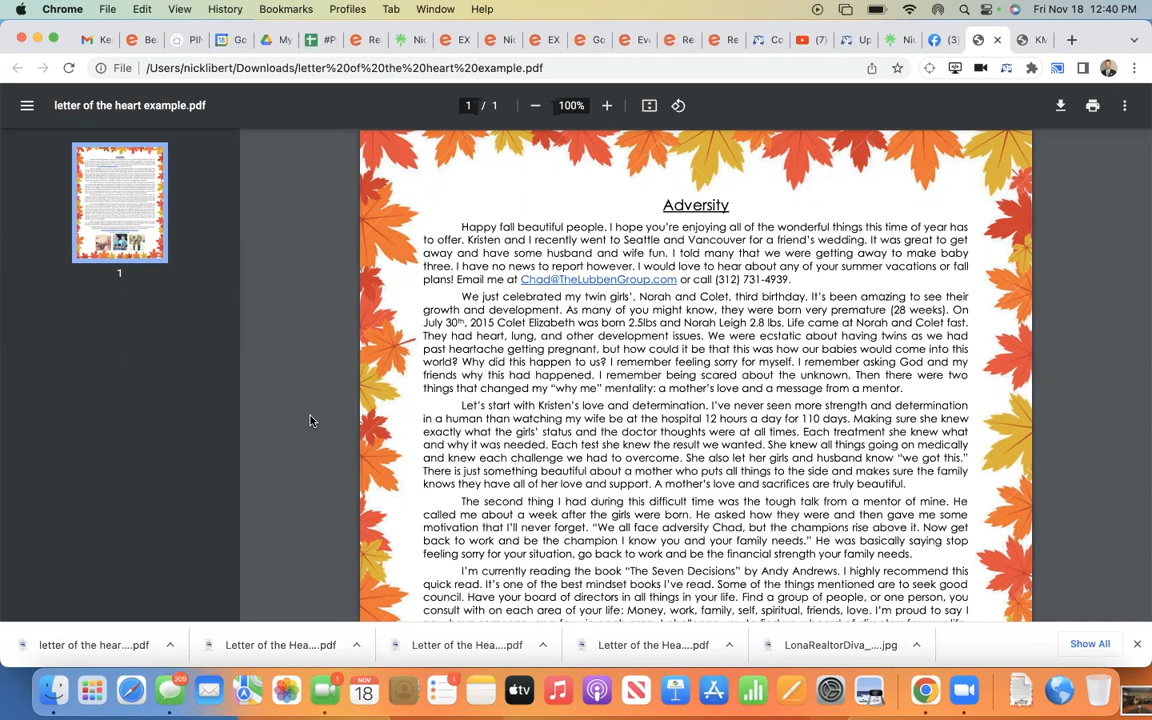 Chrome File Edit View History Bookmarks Profiles Tab Window Help Fri Nov 18 12:40 PM
Ke Be PIN Go My #P Re Nic EX Nic EX Go Eve Re Re Co (7) Up Nic (3) KM
File /Users/nicklibert/Downloads/letter%20of%20the%20heart%20example.pdf
letter of the heart example.pdf 1 / 1 100%
1
Adversity
Happy fall beautiful people. I hope you're enjoying all of the wonderful things this time of year has
to offer. Kristen and I recently went to Seattle and Vancouver for a friend's wedding. It was great to get
away and have some husband and wife fun. I told many that we were getting away to make baby
three. I have no news to report however. I would love to hear about any of your summer vacations or fall
plans! Email me at Chad@TheLubbenGroup.com or call (312) 731-4939.
We just celebrated my twin girls', Norah and Colet, third birthday. It's been amazing to see their
growth and development. As many of you might know, they were born very premature (28 weeks). On
July 30th, 2015 Colet Elizabeth was born 2.5lbs and Norah Leigh 2.8 lbs. Life came at Norah and Colet fast.
They had heart, lung, and other development issues. We were ecstatic about having twins as we had
past heartache getting pregnant, but how could it be that this was how our babies would come into this
world? Why did this happen to us? I remember feeling sorry for myself. I remember asking God and my
friends why this had happened. I remember being scared about the unknown. Then there were two
things that changed my "why me" mentality: a mother's love and a message from a mentor.
Let's start with Kristen's love and determination. I've never seen more strength and determination
in a human than watching my wife be at the hospital 12 hours a day for 110 days. Making sure she knew
exactly what the girls' status and the doctor thoughts were at all times. Each treatment she knew what
and why it was needed. Each test she knew the result we wanted. She knew all things going on medically
and knew each challenge we had to overcome. She also let her girls and husband know "we got this."
There is just something beautiful about a mother who puts all things to the side and makes sure the family
knows they have all of her love and support. A mother's love and sacrifices are truly beautiful.
The second thing I had during this difficult time was the tough talk from a mentor of mine. He
called me about a week after the girls were born. He asked how they were and then gave me some
motivation that I'll never forget. "We all face adversity Chad, but the champions rise above it. Now get
back to work and be the champion I know you and your family needs." He was basically saying stop
feeling sorry for your situation, go back to work and be the financial strength your family needs.
I'm currently reading the book "The Seven Decisions" by Andy Andrews. I highly recommend this
quick read. It's one of the best mindset books I've read. Some of the things mentioned are to seek good
council. Have your board of directors in all things in your life. Find a group of people, or one person, you
consult with on each area of your life: Money, work, family, self, spiritual, friends, love. I'm proud to say I
letter of the hear....pdf Letter of the Hea....pdf Letter of the Hea....pdf Letter of the Hea....pdf LonaRealtorDiva_....jpg Show All
309 1 NOV 18 1 tv